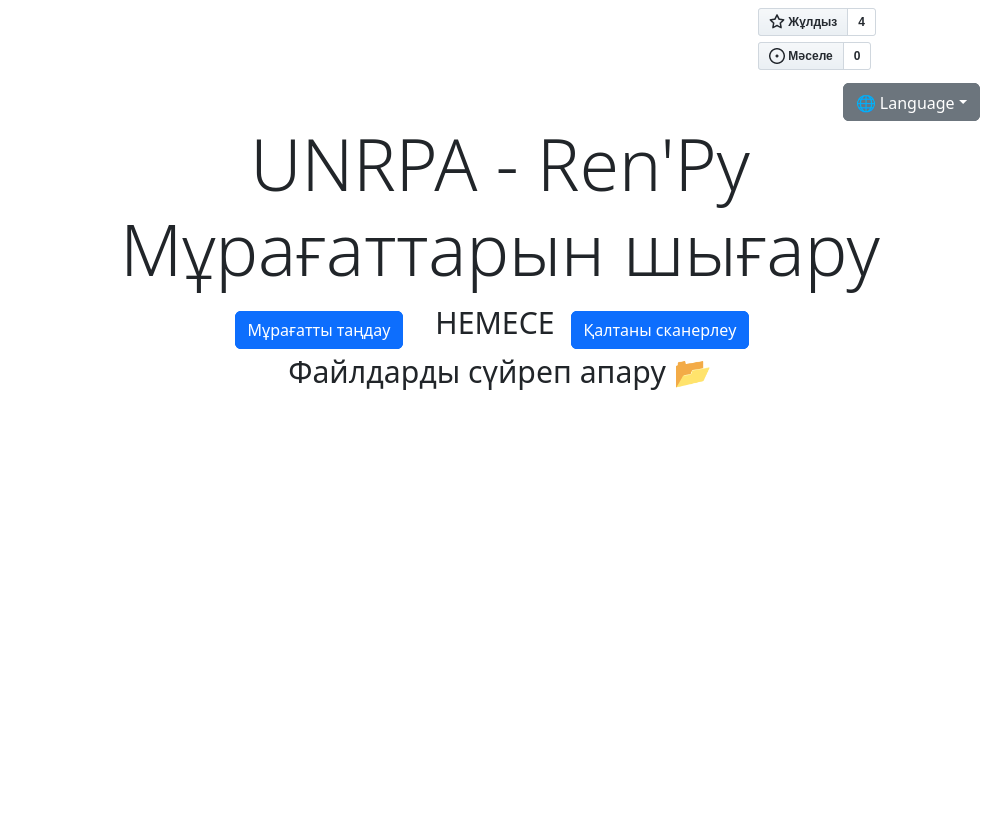 Жұлдыз 4
Мәселе 0
🌐 Language
UNRPA - Ren'Py
Мұрағаттарын шығару
Мұрағатты таңдау НЕМЕСЕ Қалтаны сканерлеу
Файлдарды сүйреп апару 📂